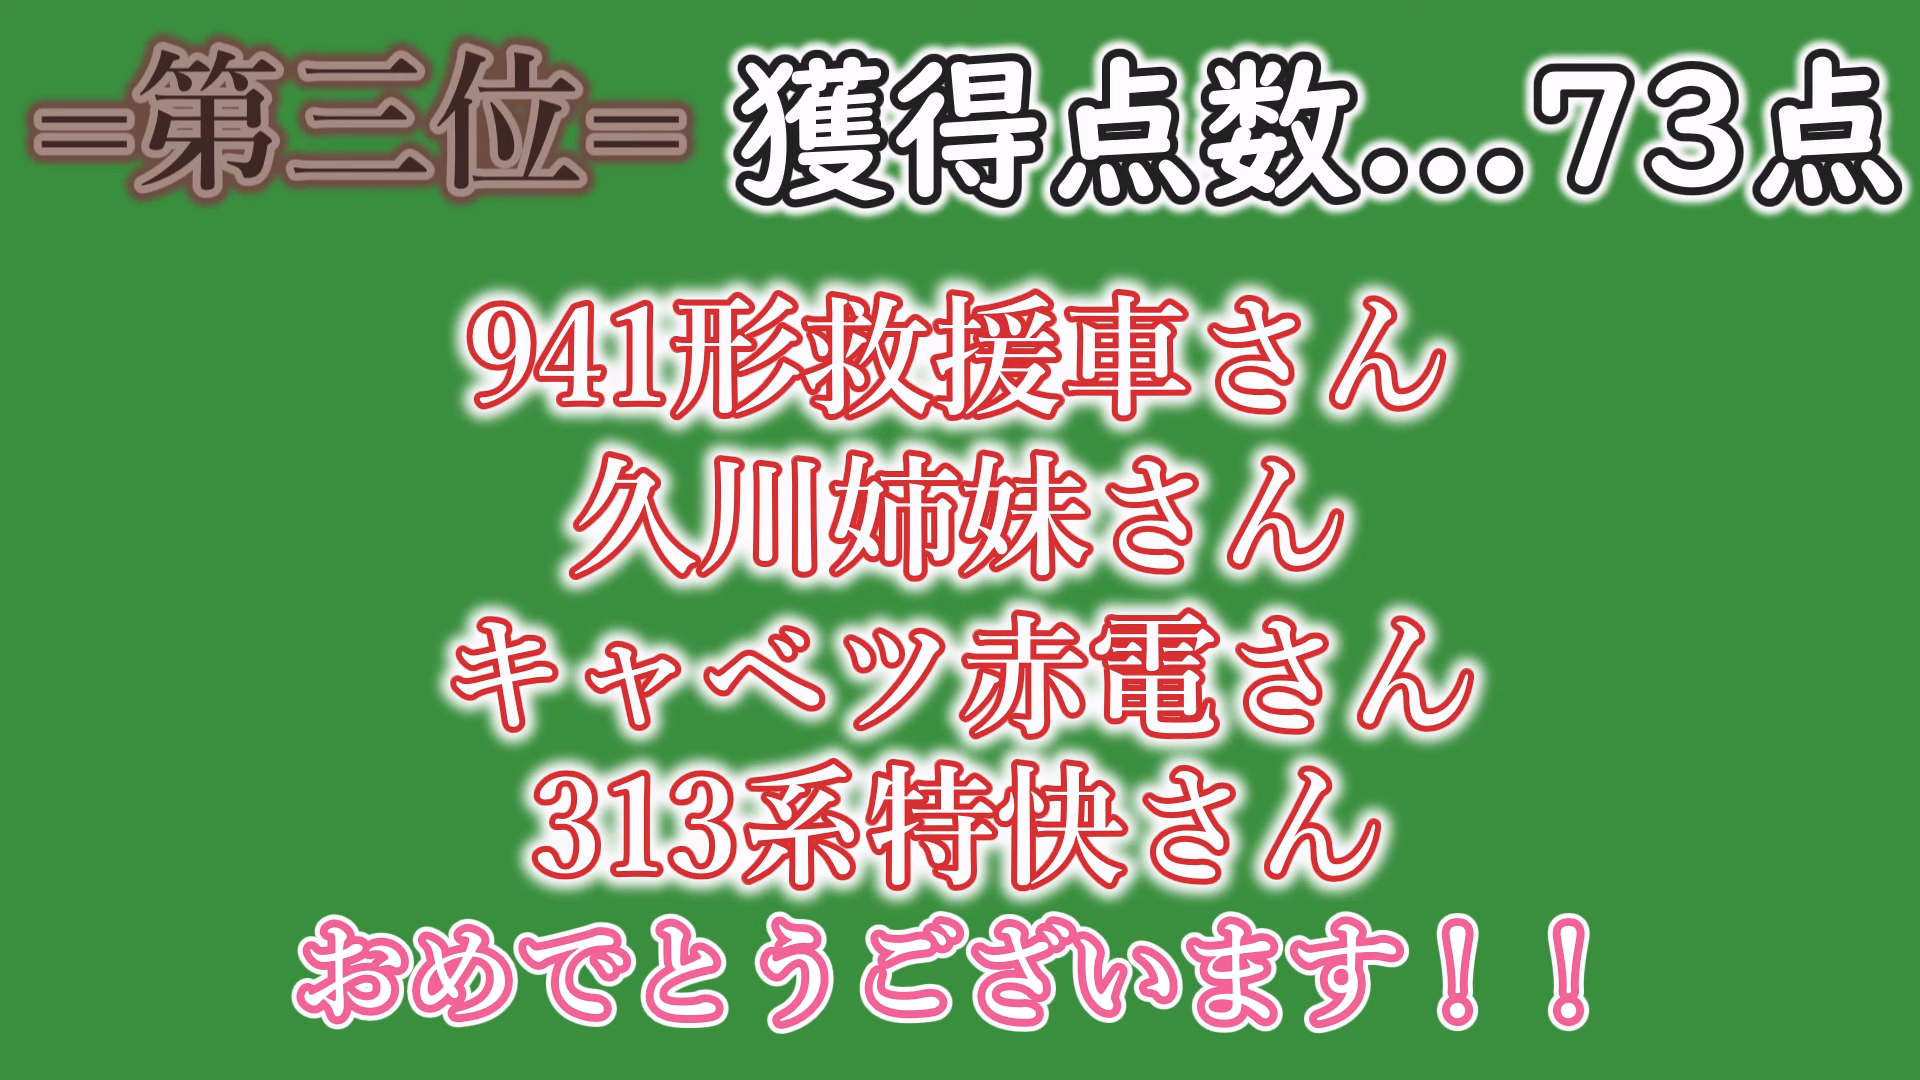 =第三位= 獲得点数...73点
941形救援車さん
久川姉妹さん
キャベツ赤電さん
313系特快さん
おめでとうございます！！